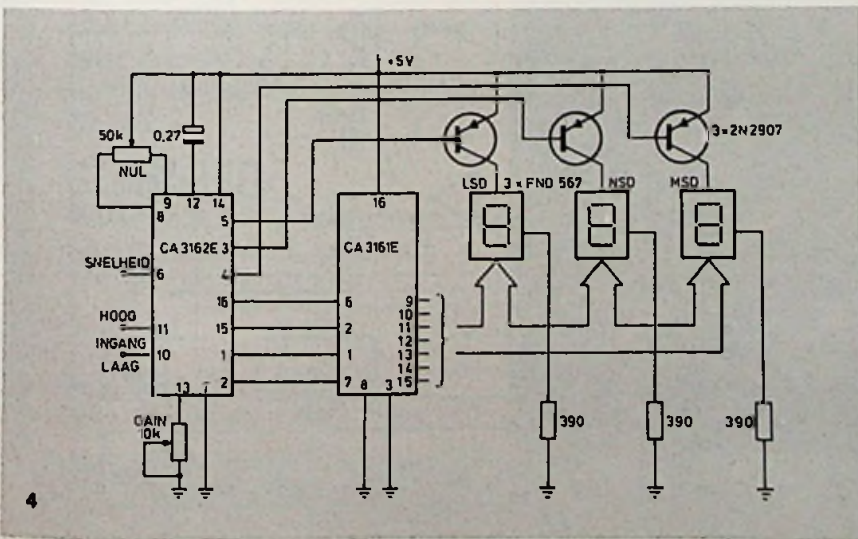 +5V
50k
0,27
NUL
3=2N2907
LSD 3 x FND 567 NSD MSD
9 12 14
8
5
CA 3162E 3
4
SNELHEID
6
16
15
HOOG
11
INGANG
10
LAAG
1
2
13 7
GAIN
10k
16
CA 3161E
6
2
1
7
8 3
9
10
11
12
13
14
15
390
390
390
4